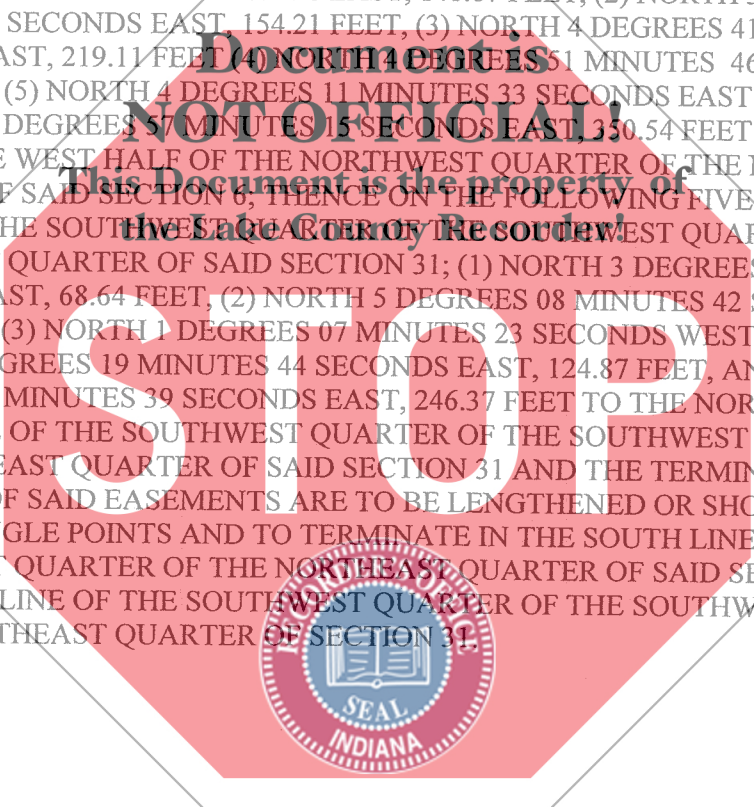 SECONDS EAST, 154.21 FEET, (3) NORTH 4 DEGREES 41
AST, 219.11 FEET (4) NORTH 4 DEGREES 51 MINUTES 46
(5) NORTH 4 DEGREES 11 MINUTES 33 SECONDS EAST
DEGREES 57 MINUTES 15 SECONDS EAST, 350.54 FEET
E WEST HALF OF THE NORTHWEST QUARTER OF THE
F SAID SECTION 6; THENCE ON THE FOLLOWING FIVE
HE SOUTHWEST QUARTER OF THE SOUTHWEST QUAR
QUARTER OF SAID SECTION 31; (1) NORTH 3 DEGREES
AST, 68.64 FEET, (2) NORTH 5 DEGREES 08 MINUTES 42
(3) NORTH 1 DEGREES 07 MINUTES 23 SECONDS WEST
GREES 19 MINUTES 44 SECONDS EAST, 124.87 FEET, AN
MINUTES 39 SECONDS EAST, 246.37 FEET TO THE NOR
OF THE SOUTHWEST QUARTER OF THE SOUTHWEST
EAST QUARTER OF SAID SECTION 31 AND THE TERMIN
OF SAID EASEMENTS ARE TO BE LENGTHENED OR SHO
GLE POINTS AND TO TERMINATE IN THE SOUTH LINE
QUARTER OF THE NORTHEAST QUARTER OF SAID SE
LINE OF THE SOUTHWEST QUARTER OF THE SOUTHW
THEAST QUARTER OF SECTION 31.
Document is
NOT OFFICIAL!
This Document is the property of
the Lake County Recorder!
STOP
SEAL
INDIANA